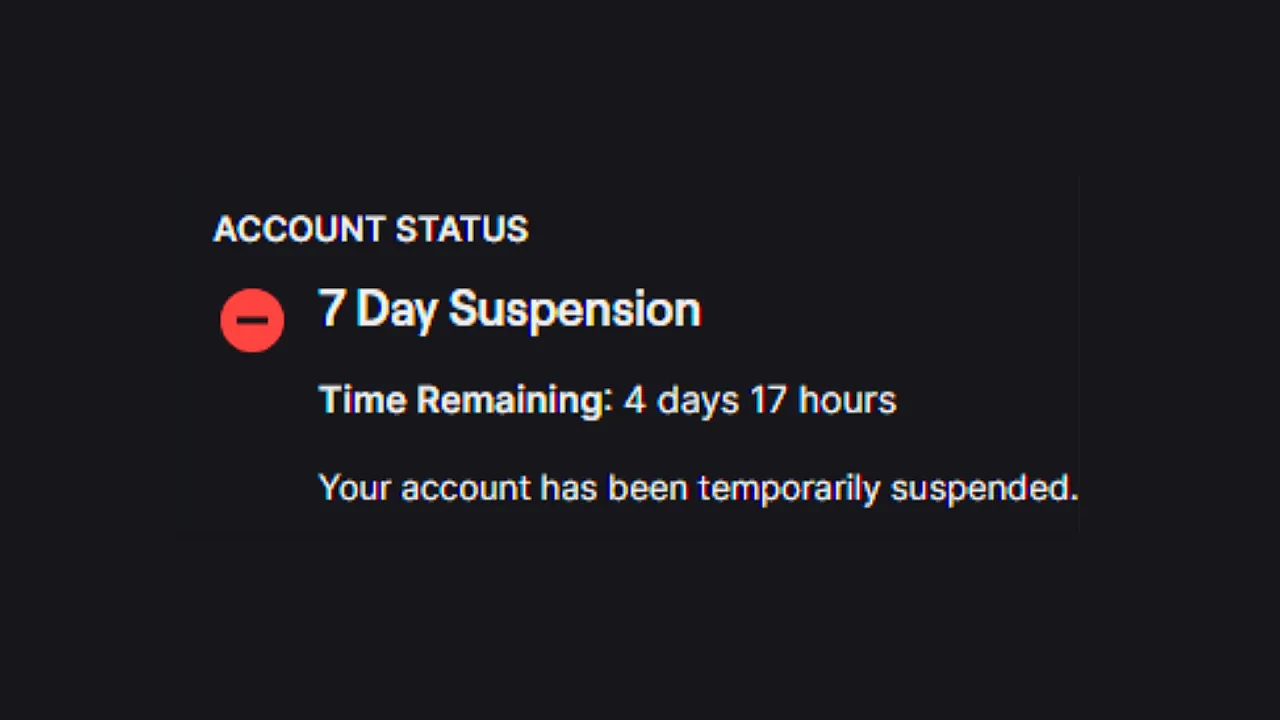 ACCOUNT STATUS
7 Day Suspension
Time Remaining: 4 days 17 hours
Your account has been temporarily suspended.